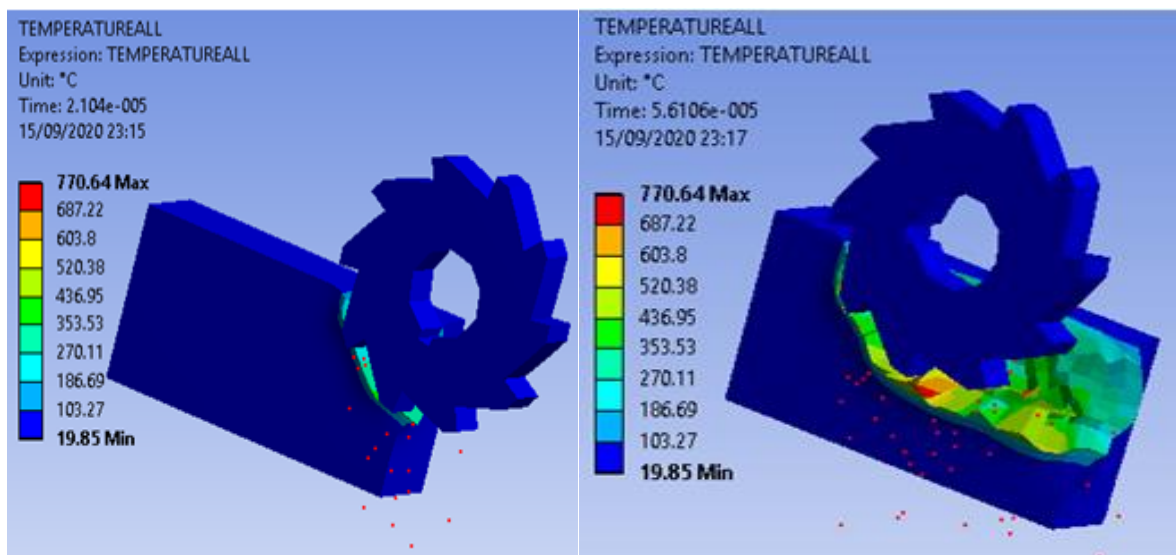 TEMPERATUREALL
Expression: TEMPERATUREALL
Unit: °C
Time: 2.104e-005
15/09/2020 23:15
770.64 Max
687.22
603.8
520.38
436.95
353.53
270.11
186.69
103.27
19.85 Min
TEMPERATUREALL
Expression: TEMPERATUREALL
Unit: °C
Time: 5.6106e-005
15/09/2020 23:17
770.64 Max
687.22
603.8
520.38
436.95
353.53
270.11
186.69
103.27
19.85 Min